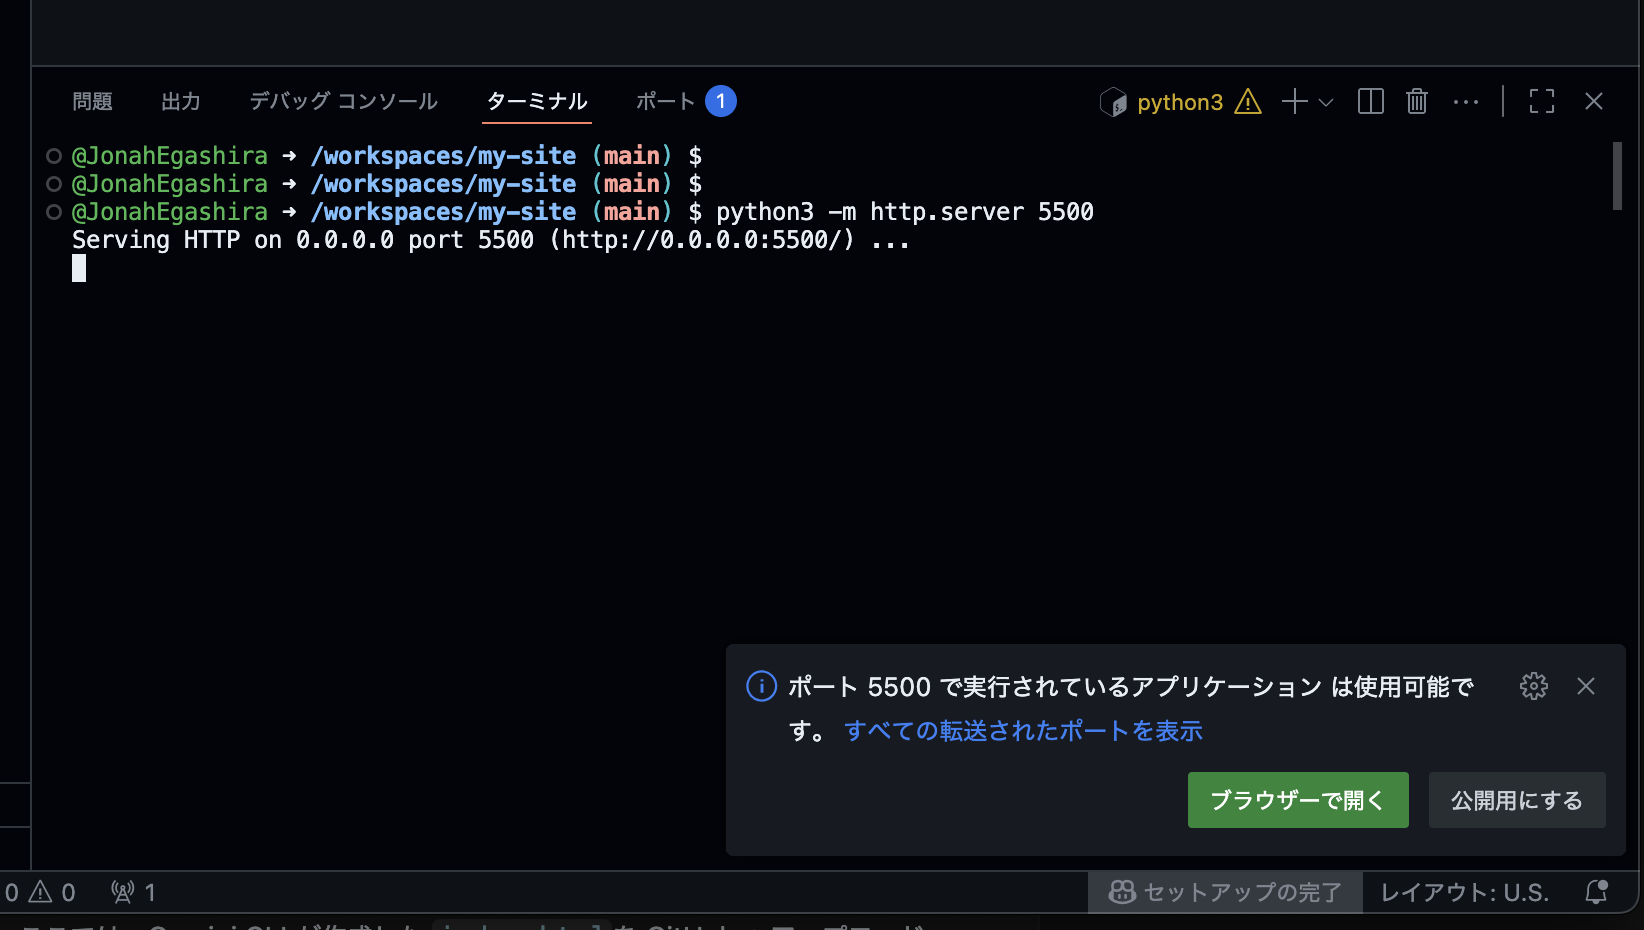 問題 出力 デバッグ コンソール ターミナル ポート 1 python3
@JonahEgashira ➜ /workspaces/my-site (main) $
@JonahEgashira ➜ /workspaces/my-site (main) $
@JonahEgashira ➜ /workspaces/my-site (main) $ python3 -m http.server 5500
Serving HTTP on 0.0.0.0 port 5500 (http://0.0.0.0:5500/) ...
ポート 5500 で実行されているアプリケーション は使用可能で
す。 すべての転送されたポートを表示
ブラウザーで開く 公開用にする
0 0 1 セットアップの完了 レイアウト: U.S.